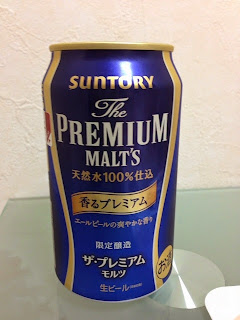 SUNTORY
The
PREMIUM
MALT'S
天然水100%仕込
香るプレミアム
エールビールの爽やかな香り
限定醸造
ザ・プレミアム
モルツ
生ビール
お酒